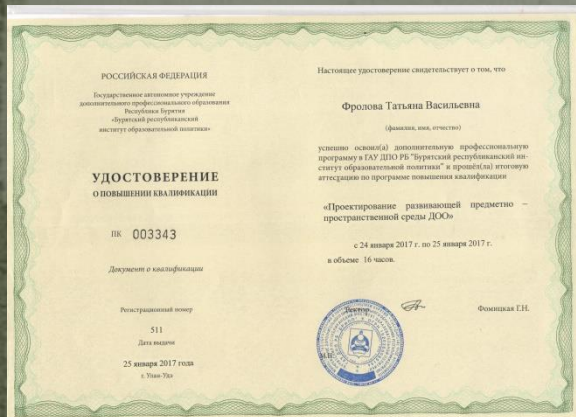 РОССИЙСКАЯ ФЕДЕРАЦИЯ
Государственное автономное учреждение
дополнительного профессионального образования
Республики Бурятия
«Бурятский республиканский
институт образовательной политики»
УДОСТОВЕРЕНИЕ
О ПОВЫШЕНИИ КВАЛИФИКАЦИИ
ПК 003343
Документ о квалификации
Регистрационный номер
511
Дата выдачи
25 января 2017 года
г. Улан-Удэ
Настоящее удостоверение свидетельствует о том, что
Фролова Татьяна Васильевна
(фамилия, имя, отчество)
успешно освоил(а) дополнительную профессиональную
программу в ГАУ ДПО РБ "Бурятский республиканский ин-
ститут образовательной политики" и прошёл(ла) итоговую
аттестацию по программе повышения квалификации
«Проектирование развивающей предметно –
пространственной среды ДОО»
с 24 января 2017 г. по 25 января 2017 г.
в объеме 16 часов.
Ректор
Фомицкая Г.Н.
М.П.